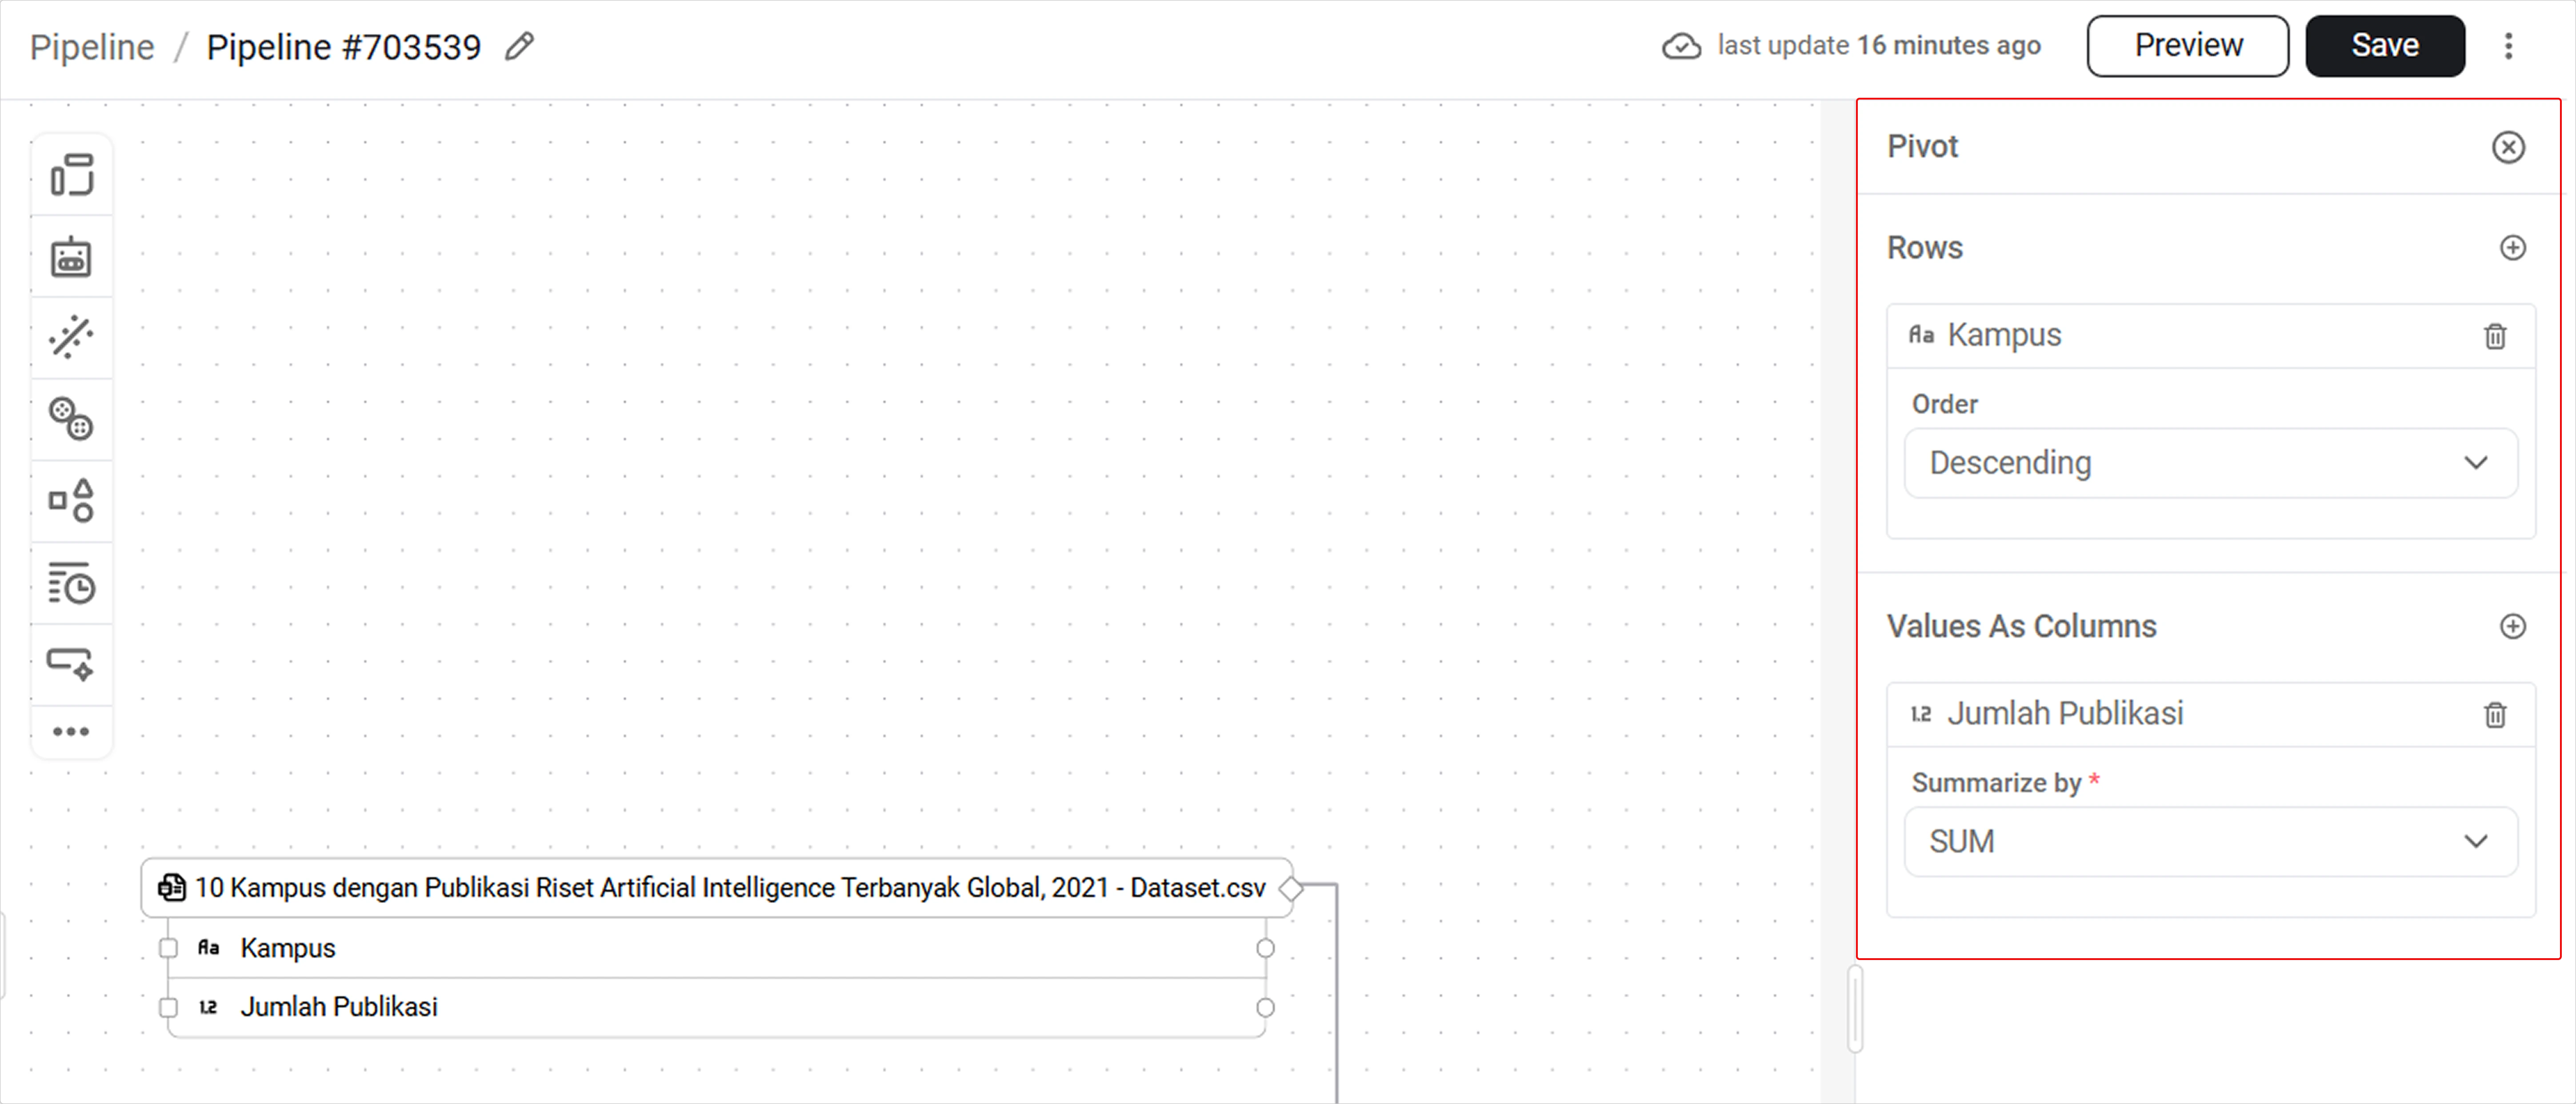 Pipeline / Pipeline #703539
last update 16 minutes ago
Preview
Save
Pivot
Rows
Aa Kampus
Order
Descending
Values As Columns
1.2 Jumlah Publikasi
Summarize by *
SUM
10 Kampus dengan Publikasi Riset Artificial Intelligence Terbanyak Global, 2021 - Dataset.csv
Aa Kampus
1.2 Jumlah Publikasi